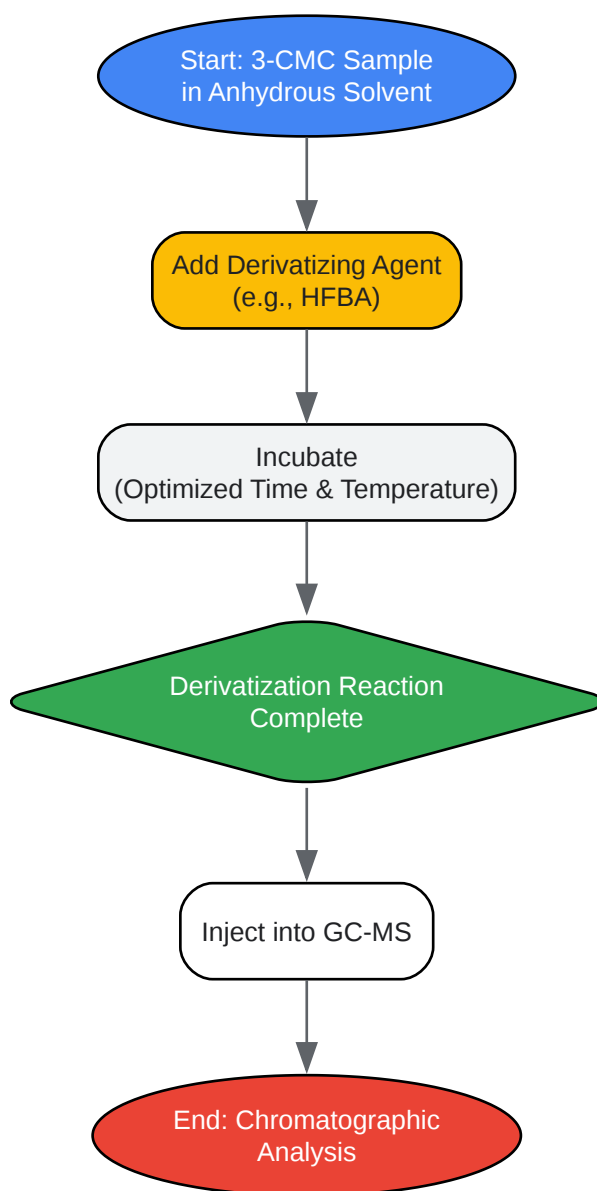 Start: 3-CMC Sample
in Anhydrous Solvent
Add Derivatizing Agent
(e.g., HFBA)
Incubate
(Optimized Time & Temperature)
Derivatization Reaction
Complete
Inject into GC-MS
End: Chromatographic
Analysis